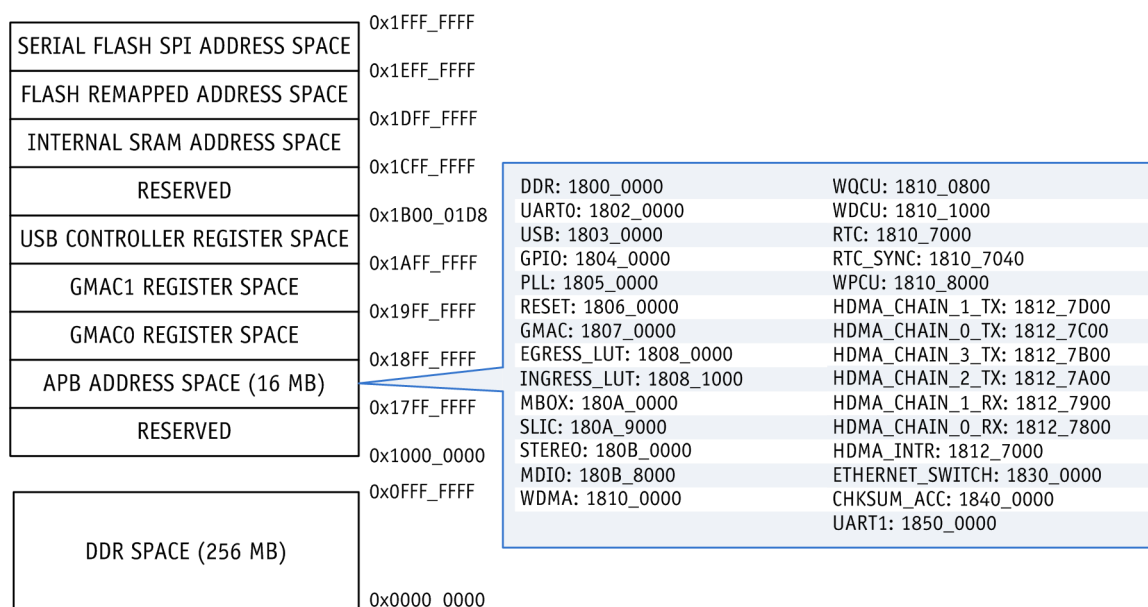 0x1FFF_FFFF
SERIAL FLASH SPI ADDRESS SPACE
0x1EFF_FFFF
FLASH REMAPPED ADDRESS SPACE
0x1DFF_FFFF
INTERNAL SRAM ADDRESS SPACE
0x1CFF_FFFF
RESERVED
0x1B00_01D8
USB CONTROLLER REGISTER SPACE
0x1AFF_FFFF
GMAC1 REGISTER SPACE
0x19FF_FFFF
GMAC0 REGISTER SPACE
0x18FF_FFFF
APB ADDRESS SPACE (16 MB)
0x17FF_FFFF
RESERVED
0x1000_0000
0x0FFF_FFFF
DDR SPACE (256 MB)
0x0000_0000
DDR: 1800_0000
UART0: 1802_0000
USB: 1803_0000
GPIO: 1804_0000
PLL: 1805_0000
RESET: 1806_0000
GMAC: 1807_0000
EGRESS_LUT: 1808_0000
INGRESS_LUT: 1808_1000
MBOX: 180A_0000
SLIC: 180A_9000
STEREO: 180B_0000
MDIO: 180B_8000
WDMA: 1810_0000
WQCU: 1810_0800
WDCU: 1810_1000
RTC: 1810_7000
RTC_SYNC: 1810_7040
WPCU: 1810_8000
HDMA_CHAIN_1_TX: 1812_7D00
HDMA_CHAIN_0_TX: 1812_7C00
HDMA_CHAIN_3_TX: 1812_7B00
HDMA_CHAIN_2_TX: 1812_7A00
HDMA_CHAIN_1_RX: 1812_7900
HDMA_CHAIN_0_RX: 1812_7800
HDMA_INTR: 1812_7000
ETHERNET_SWITCH: 1830_0000
CHKSUM_ACC: 1840_0000
UART1: 1850_0000